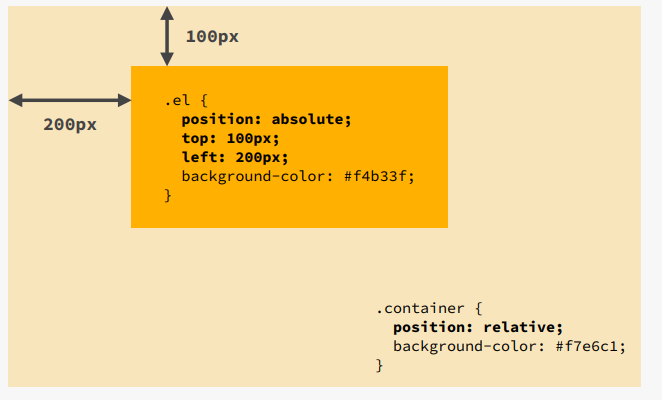 100px
200px
.el {
  position: absolute;
  top: 100px;
  left: 200px;
  background-color: #f4b33f;
}
.container {
  position: relative;
  background-color: #f7e6c1;
}